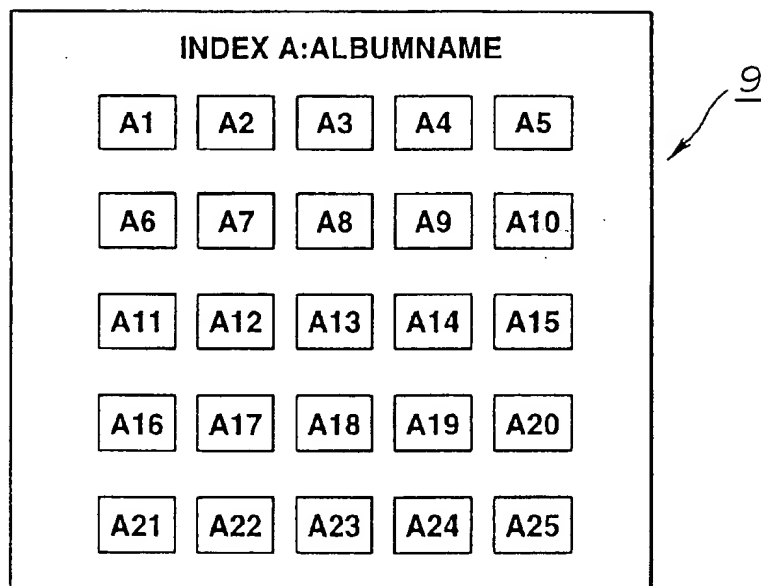 INDEX A:ALBUMNAME
9
A1 A2 A3 A4 A5
A6 A7 A8 A9 A10
A11 A12 A13 A14 A15
A16 A17 A18 A19 A20
A21 A22 A23 A24 A25